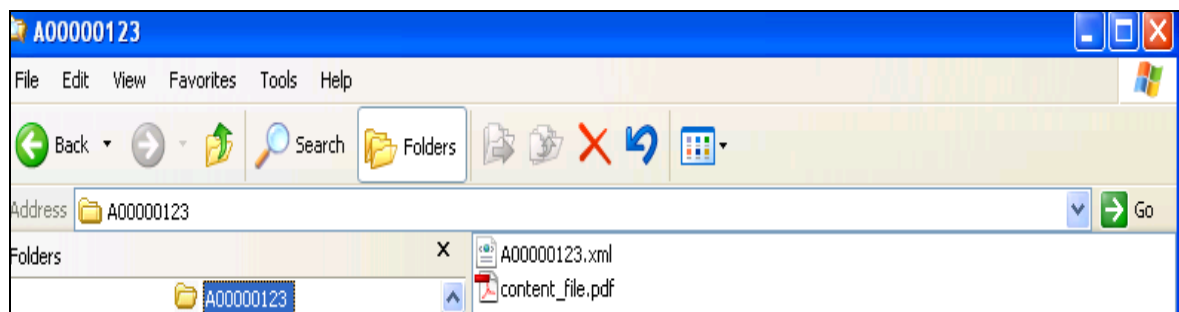 A00000123
File Edit View Favorites Tools Help
Back Search Folders
Address A00000123 Go
Folders X A00000123.xml
A00000123 content_file.pdf